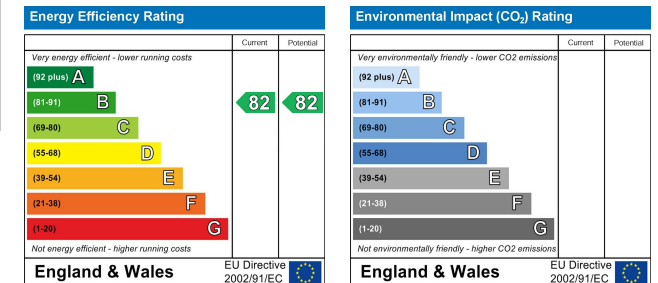 Energy Efficiency Rating
Current Potential
Very energy efficient - lower running costs
(92 plus) A
(81-91) B 82 82
(69-80) C
(55-68) D
(39-54) E
(21-38) F
(1-20) G
Not energy efficient - higher running costs
England & Wales
EU Directive
2002/91/EC
Environmental Impact (CO₂) Rating
Current Potential
Very environmentally friendly - lower CO2 emissions
(92 plus) A
(81-91) B
(69-80) C
(55-68) D
(39-54) E
(21-38) F
(1-20) G
Not environmentally friendly - higher CO2 emissions
England & Wales
EU Directive
2002/91/EC